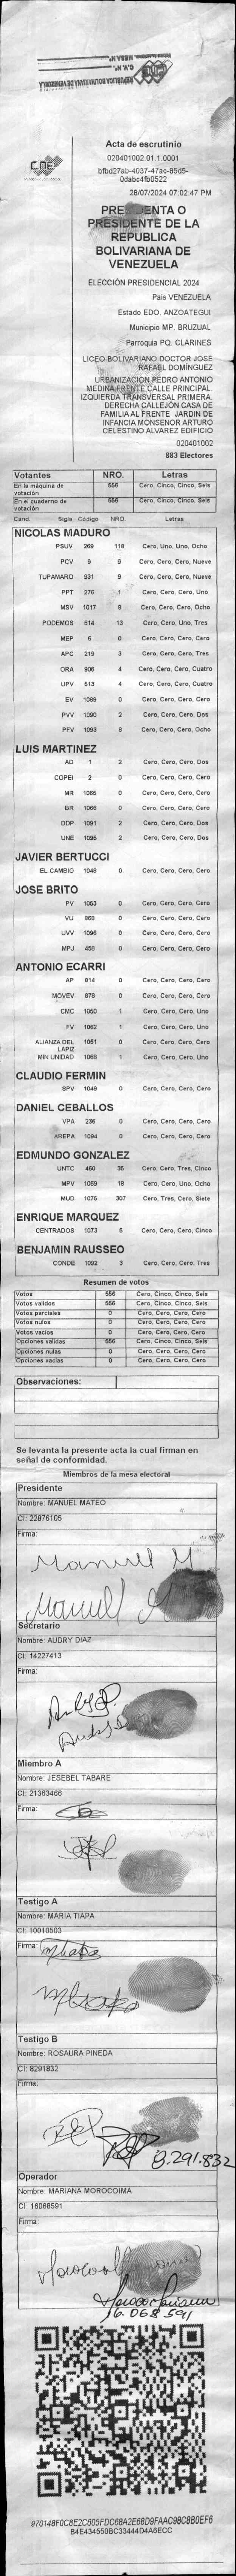 REPUBLICA BOLIVARIANA DE VENEZUELA
CNE
Acta de escrutinio
020401002.01.1.0001
bfbd27ab-4037-47ac-85d5-
0dabc4fb0522
28/07/2024 07:02:47 PM
PRESIDENTA O
PRESIDENTE DE LA
REPUBLICA
BOLIVARIANA DE
VENEZUELA
ELECCIÓN PRESIDENCIAL 2024
Pais VENEZUELA
Estado EDO. ANZOATEGUI
Municipio MP. BRUZUAL
Parroquia PQ. CLARINES
LICEO BOLIVARIANO DOCTOR JOSE
RAFAEL DOMÍNGUEZ
URBANIZACIÓN PEDRO ANTONIO
MEDINA FRENTE CALLE PRINCIPAL.
IZQUIERDA TRANSVERSAL PRIMERA.
DERECHA CALLEJÓN CASA DE
FAMILIA AL FRENTE JARDIN DE
INFANCIA MONSENOR ARTURO
CELESTINO ALVAREZ EDIFICIO
020401002
883 Electores
Votantes NRO. Letras
En la máquina de votación 556 Cero, Cinco, Cinco, Seis
En el cuaderno de votación 556 Cero, Cinco, Cinco, Seis
Cand. Sigla Código NRO. Letras
NICOLAS MADURO
PSUV 269 118 Cero, Uno, Uno, Ocho
PCV 9 9 Cero, Cero, Cero, Nueve
TUPAMARO 931 9 Cero, Cero, Cero, Nueve
PPT 276 1 Cero, Cero, Cero, Uno
MSV 1017 8 Cero, Cero, Cero, Ocho
PODEMOS 514 13 Cero, Cero, Uno, Tres
MEP 6 0 Cero, Cero, Cero, Cero
APC 219 3 Cero, Cero, Cero, Tres
ORA 906 4 Cero, Cero, Cero, Cuatro
UPV 513 4 Cero, Cero, Cero, Cuatro
EV 1089 0 Cero, Cero, Cero, Cero
PVV 1090 2 Cero, Cero, Cero, Dos
PFV 1093 8 Cero, Cero, Cero, Ocho
LUIS MARTINEZ
AD 1 2 Cero, Cero, Cero, Dos
COPEI 2 0 Cero, Cero, Cero, Cero
MR 1065 0 Cero, Cero, Cero, Cero
BR 1066 0 Cero, Cero, Cero, Cero
DDP 1091 2 Cero, Cero, Cero, Dos
UNE 1095 2 Cero, Cero, Cero, Dos
JAVIER BERTUCCI
EL CAMBIO 1048 0 Cero, Cero, Cero, Cero
JOSE BRITO
PV 1053 0 Cero, Cero, Cero, Cero
VU 868 0 Cero, Cero, Cero, Cero
UVV 1096 0 Cero, Cero, Cero, Cero
MPJ 458 0 Cero, Cero, Cero, Cero
ANTONIO ECARRI
AP 814 0 Cero, Cero, Cero, Cero
MOVEV 878 0 Cero, Cero, Cero, Cero
CMC 1050 1 Cero, Cero, Cero, Uno
FV 1062 1 Cero, Cero, Cero, Uno
ALIANZA DEL LAPIZ 1051 0 Cero, Cero, Cero, Cero
MIN UNIDAD 1088 1 Cero, Cero, Cero, Uno
CLAUDIO FERMIN
SPV 1049 0 Cero, Cero, Cero, Cero
DANIEL CEBALLOS
VPA 236 0 Cero, Cero, Cero, Cero
AREPA 1094 0 Cero, Cero, Cero, Cero
EDMUNDO GONZALEZ
UNTC 460 35 Cero, Cero, Tres, Cinco
MPV 1069 18 Cero, Cero, Uno, Ocho
MUD 1076 307 Cero, Tres, Cero, Siete
ENRIQUE MARQUEZ
CENTRADOS 1073 5 Cero, Cero, Cero, Cinco
BENJAMIN RAUSSEO
CONDE 1092 3 Cero, Cero, Cero, Tres
Resumen de votos
Votos 556 Cero, Cinco, Cinco, Seis
Votos validos 556 Cero, Cinco, Cinco, Seis
Votos parciales 0 Cero, Cero, Cero, Cero
Votos nulos 0 Cero, Cero, Cero, Cero
Votos vacios 0 Cero, Cero, Cero, Cero
Opciones validas 556 Cero, Cinco, Cinco, Seis
Opciones nulas 0 Cero, Cero, Cero, Cero
Opciones vacias 0 Cero, Cero, Cero, Cero
Observaciones:
Se levanta la presente acta la cual firman en
señal de conformidad.
Miembros de la mesa electoral
Presidente
Nombre: MANUEL MATEO
CI: 22876105
Firma:
Manuel M
Manuel M
Secretario
Nombre: AUDRY DIAZ
CI: 14227413
Firma:
Miembro A
Nombre: JESEBEL TABARE
CI: 21363466
Firma:
Testigo A
Nombre: MARIA TIAPA
CI: 10010503
Firma:
Testigo B
Nombre: ROSAURA PINEDA
CI: 8291832
Firma:
8.291.832
Operador
Nombre: MARIANA MOROCOIMA
CI: 16068591
Firma:
16.068.591
970148F0C8E2C605FDC6BA2E68D9FAAC9BC8B0EF6
B4E434550BC33444D4A6ECC